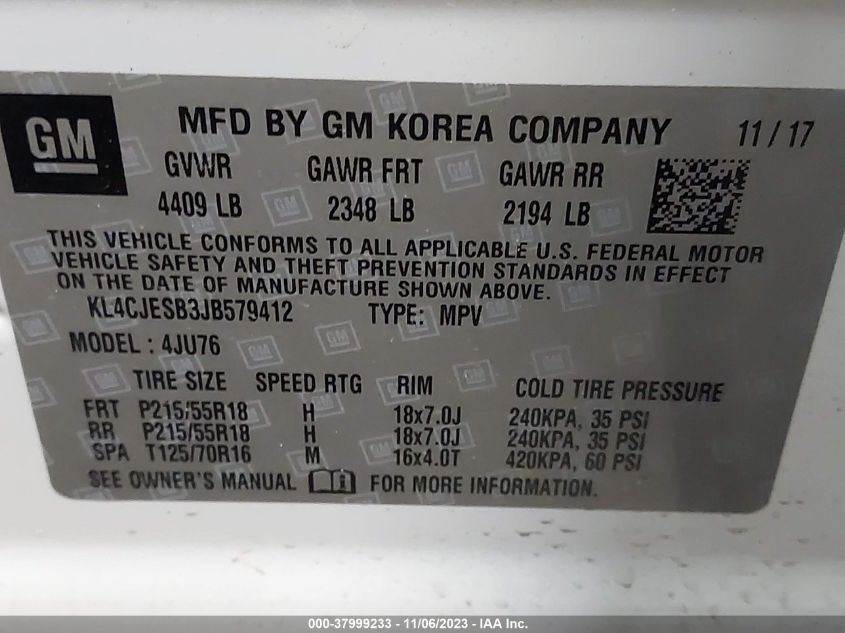 GM
MFD BY GM KOREA COMPANY 11/17
GVWR GAWR FRT GAWR RR
4409 LB 2348 LB 2194 LB
THIS VEHICLE CONFORMS TO ALL APPLICABLE U.S. FEDERAL MOTOR
VEHICLE SAFETY AND THEFT PREVENTION STANDARDS IN EFFECT
ON THE DATE OF MANUFACTURE SHOWN ABOVE.
KL4CJESB3JB579412 TYPE: MPV
MODEL : 4JU76
TIRE SIZE SPEED RTG RIM COLD TIRE PRESSURE
FRT P215/55R18 H 18x7.0J 240KPA, 35 PSI
RR P215/55R18 H 18x7.0J 240KPA, 35 PSI
SPA T125/70R16 M 16x4.0T 420KPA, 60 PSI
SEE OWNER'S MANUAL FOR MORE INFORMATION.
000-37999233 - 11/06/2023 - IAA Inc.